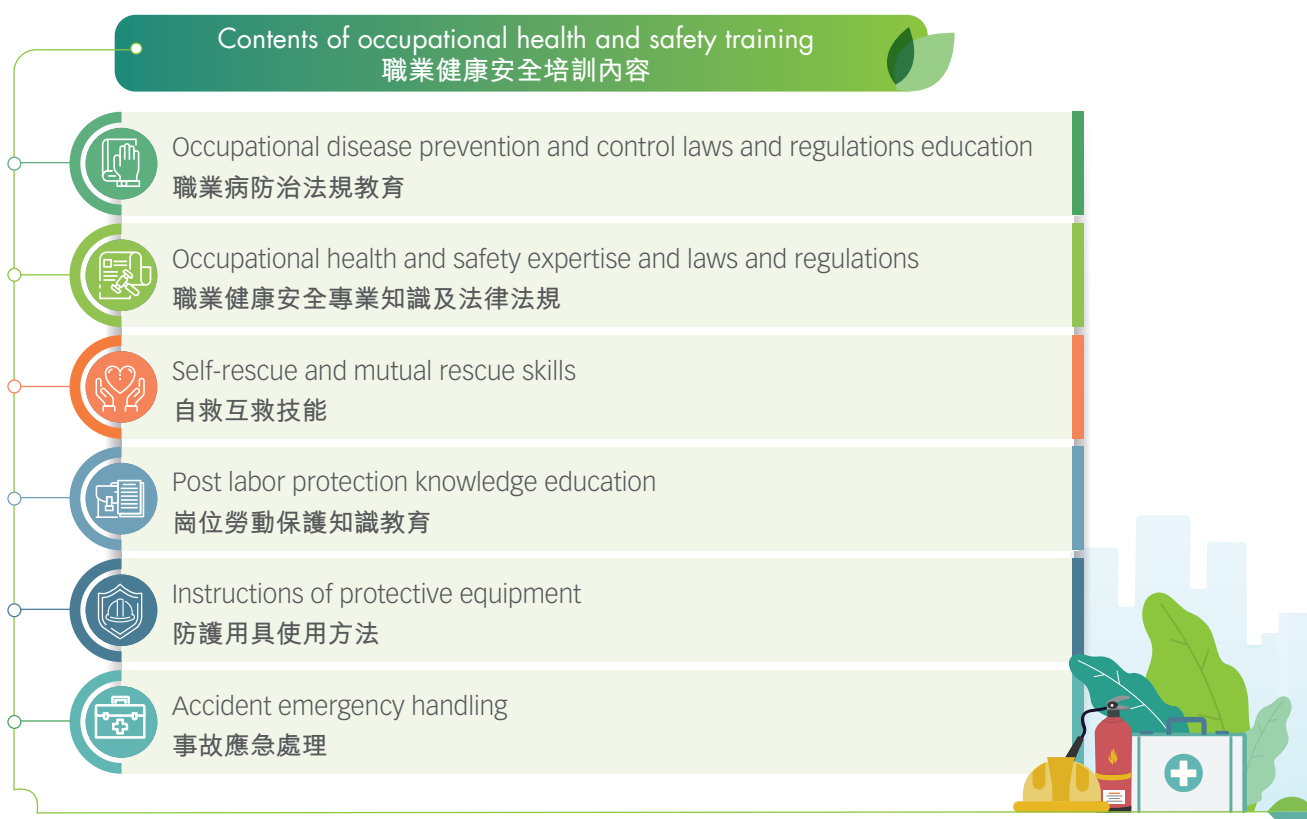 Contents of occupational health and safety training
職業健康安全培訓內容
Occupational disease prevention and control laws and regulations education
職業病防治法規教育
Occupational health and safety expertise and laws and regulations
職業健康安全專業知識及法律法規
Self-rescue and mutual rescue skills
自救互救技能
Post labor protection knowledge education
崗位勞動保護知識教育
Instructions of protective equipment
防護用具使用方法
Accident emergency handling
事故應急處理